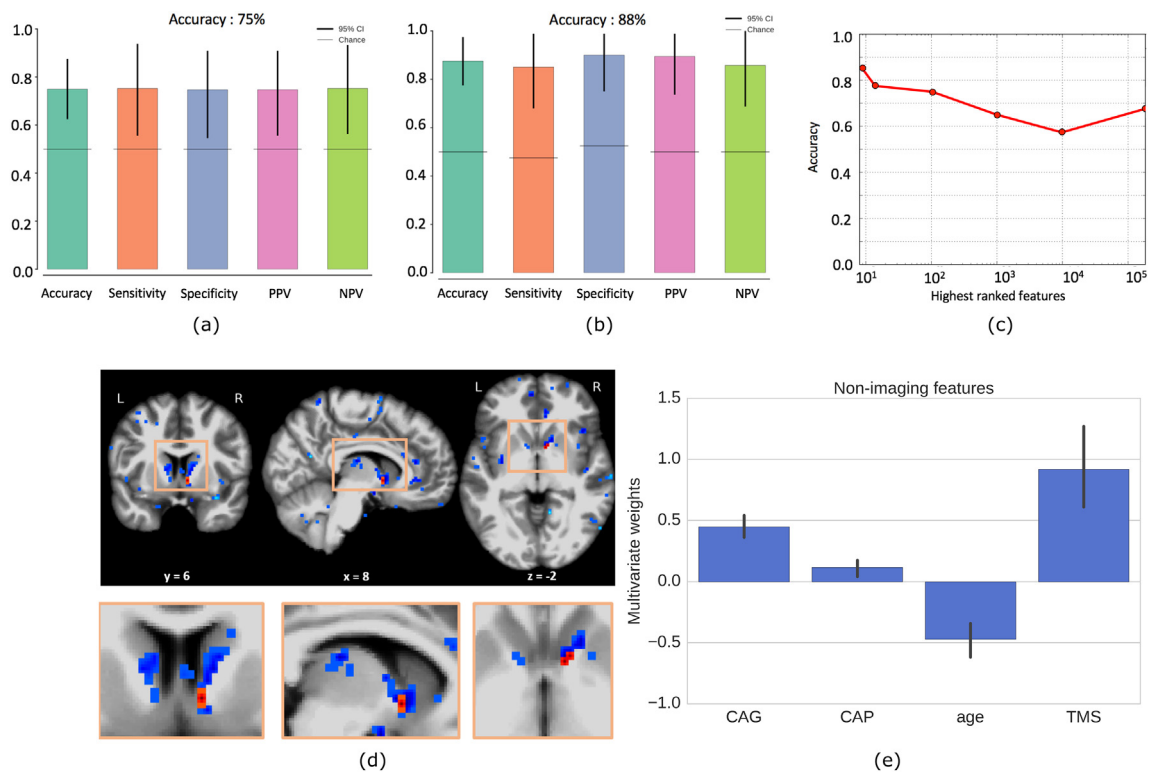 Accuracy : 75%
95% CI
Chance
1.0
0.8
0.6
0.4
0.2
0.0
Accuracy Sensitivity Specificity PPV NPV
(a)
Accuracy : 88%
95% CI
Chance
1.0
0.8
0.6
0.4
0.2
0.0
Accuracy Sensitivity Specificity PPV NPV
(b)
1.0
0.8
0.6
0.4
0.2
0.0
Accuracy
10¹ 10² 10³ 10⁴ 10⁵
Highest ranked features
(c)
L R L R
y = 6 x = 8 z = -2
(d)
Non-imaging features
1.5
1.0
0.5
0.0
−0.5
−1.0
Multivariate weights
CAG CAP age TMS
(e)